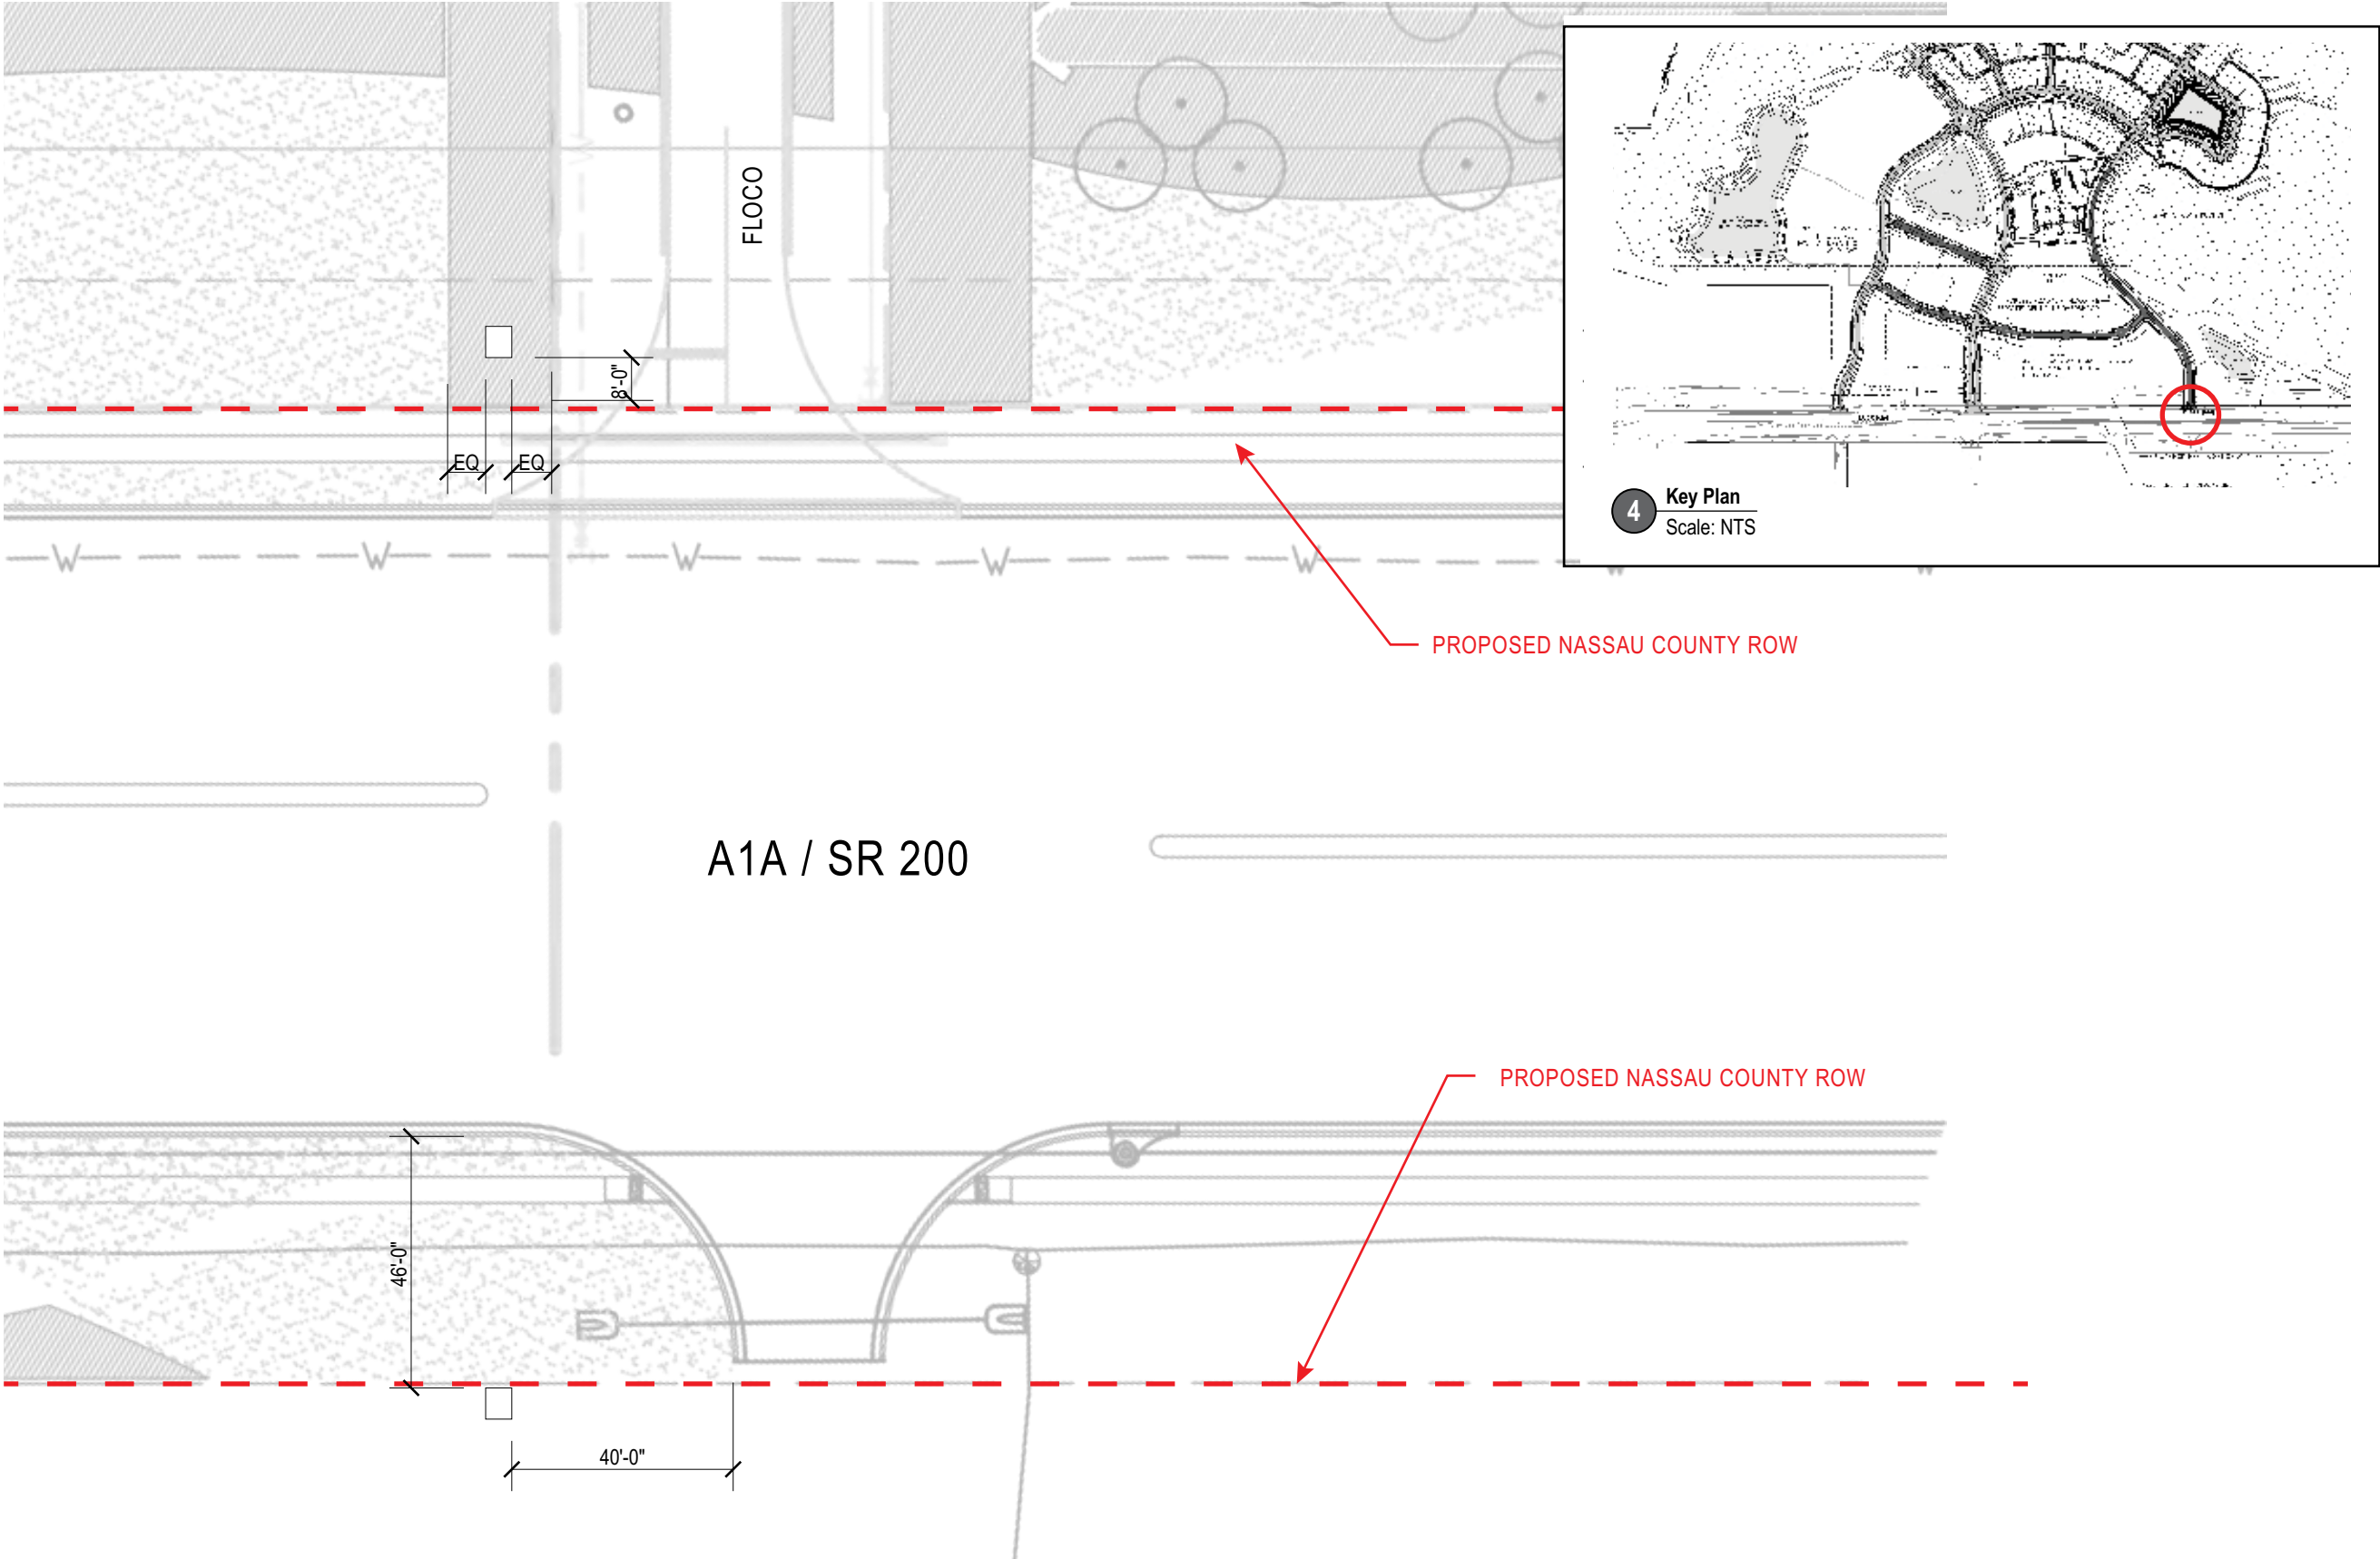 FLOCO
8'-0"
EQ
EQ
W
W
W
W
W
4
Key Plan
Scale: NTS
PROPOSED NASSAU COUNTY ROW
A1A / SR 200
PROPOSED NASSAU COUNTY ROW
46'-0"
40'-0"